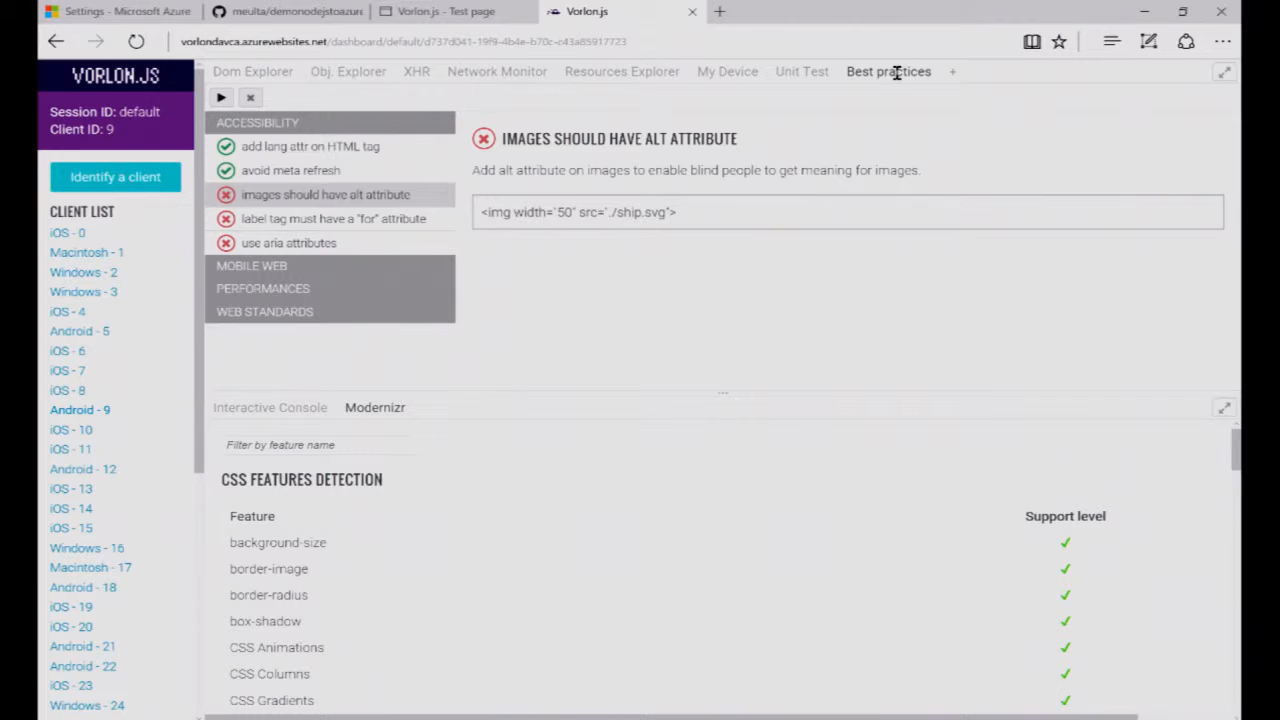 Settings - Microsoft Azure
meulta/demonodejstoazure
Vorlon.js - Test page
Vorlon.js
vorlondavca.azurewebsites.net/dashboard/default/d737d041-19f9-4b4e-b70c-c43a85917723
VORLON.JS
Session ID: default
Client ID: 9
Identify a client
CLIENT LIST
iOS - 0
Macintosh - 1
Windows - 2
Windows - 3
iOS - 4
Android - 5
iOS - 6
iOS - 7
iOS - 8
Android - 9
iOS - 10
iOS - 11
Android - 12
iOS - 13
iOS - 14
iOS - 15
Windows - 16
Macintosh - 17
Android - 18
iOS - 19
iOS - 20
Android - 21
Android - 22
iOS - 23
Windows - 24
Dom Explorer Obj. Explorer XHR Network Monitor Resources Explorer My Device Unit Test Best practices +
ACCESSIBILITY
add lang attr on HTML tag
avoid meta refresh
images should have alt attribute
label tag must have a "for" attribute
use aria attributes
MOBILE WEB
PERFORMANCES
WEB STANDARDS
IMAGES SHOULD HAVE ALT ATTRIBUTE
Add alt attribute on images to enable blind people to get meaning for images.
<img width="50" src="./ship.svg">
Interactive Console Modernizr
Filter by feature name
CSS FEATURES DETECTION
Feature Support level
background-size
border-image
border-radius
box-shadow
CSS Animations
CSS Columns
CSS Gradients